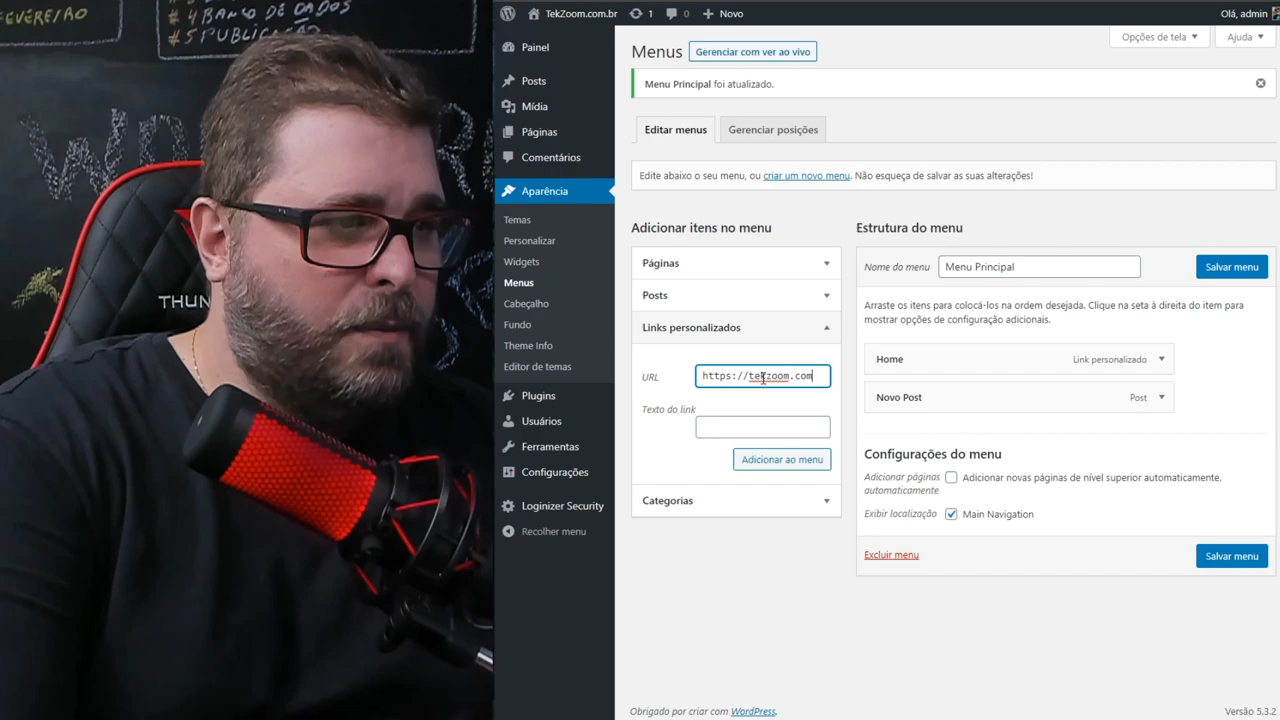 FEVEREIRO
#4 BANCO DE DADOS
#5 PUBLICAÇÃO
THUN
TekZoom.com.br
1
0
Novo
Olá, admin
Painel
Posts
Mídia
Páginas
Comentários
Aparência
Temas
Personalizar
Widgets
Menus
Cabeçalho
Fundo
Theme Info
Editor de temas
Plugins
Usuários
Ferramentas
Configurações
Loginizer Security
Recolher menu
Menus
Gerenciar com ver ao vivo
Opções de tela
Ajuda
Menu Principal foi atualizado.
Editar menus
Gerenciar posições
Edite abaixo o seu menu, ou criar um novo menu. Não esqueça de salvar as suas alterações!
Adicionar itens no menu
Páginas
Posts
Links personalizados
URL
https://tekzoom.com
Texto do link
Adicionar ao menu
Categorias
Estrutura do menu
Nome do menu
Menu Principal
Salvar menu
Arraste os itens para colocá-los na ordem desejada. Clique na seta à direita do item para
mostrar opções de configuração adicionais.
Home
Link personalizado
Novo Post
Post
Configurações do menu
Adicionar páginas
automaticamente
Adicionar novas páginas de nível superior automaticamente.
Exibir localização
Main Navigation
Excluir menu
Salvar menu
Obrigado por criar com WordPress.
Versão 5.3.2